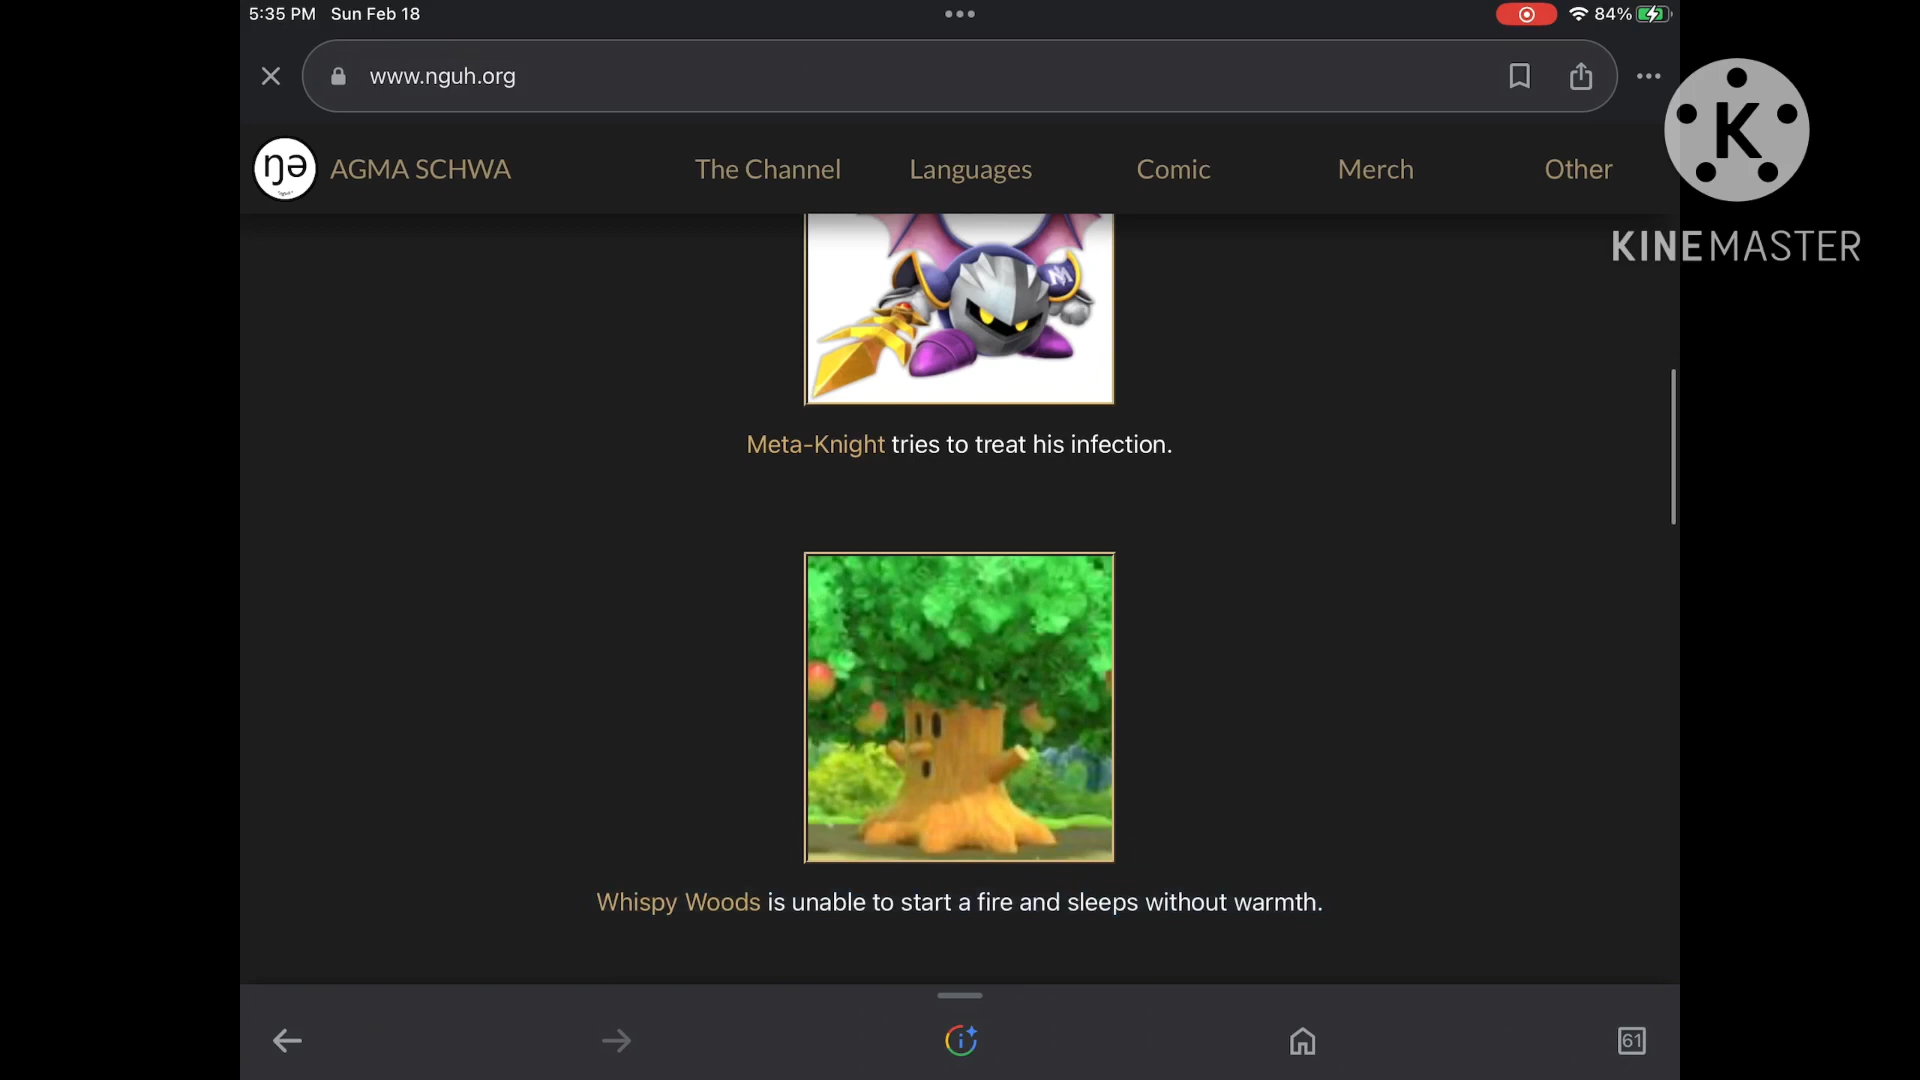 5:35 PM Sun Feb 18
84%
www.nguh.org
ŋə
AGMA SCHWA
The Channel
Languages
Comic
Merch
Other
K
KINEMASTER
Meta-Knight tries to treat his infection.
Whispy Woods is unable to start a fire and sleeps without warmth.
61